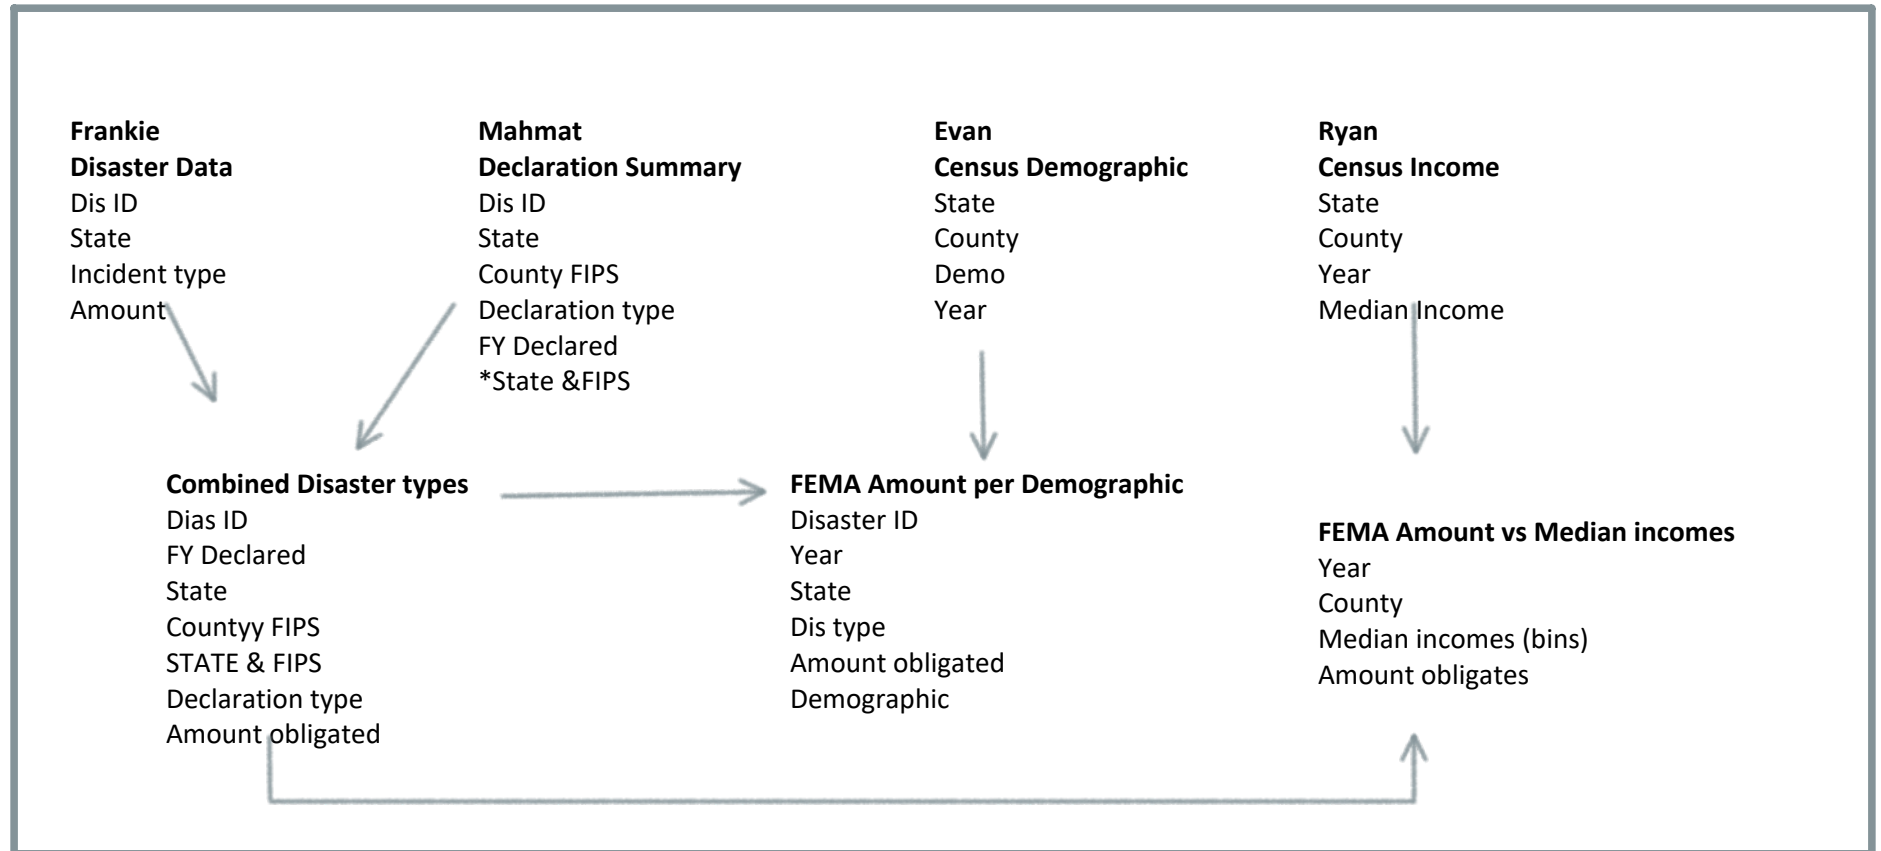 Frankie
Disaster Data
Dis ID
State
Incident type
Amount
Mahmat
Declaration Summary
Dis ID
State
County FIPS
Declaration type
FY Declared
*State &FIPS
Evan
Census Demographic
State
County
Demo
Year
Ryan
Census Income
State
County
Year
Median Income
Combined Disaster types
Dias ID
FY Declared
State
Countyy FIPS
STATE & FIPS
Declaration type
Amount obligated
FEMA Amount per Demographic
Disaster ID
Year
State
Dis type
Amount obligated
Demographic
FEMA Amount vs Median incomes
Year
County
Median incomes (bins)
Amount obligates